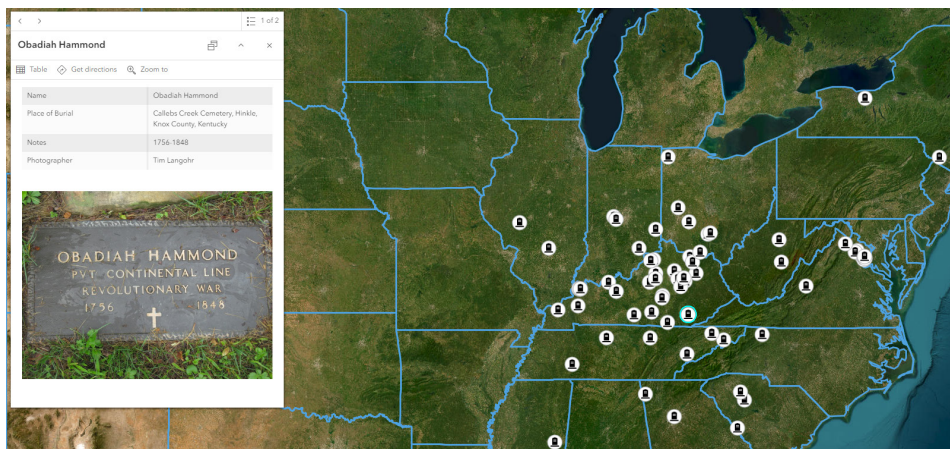 1 of 2
Obadiah Hammond
Table Get directions Zoom to
Name Obadiah Hammond
Place of Burial Callebs Creek Cemetery, Hinkle,
Knox County, Kentucky
Notes 1756-1848
Photographer Tim Langohr
OBADIAH HAMMOND
PVT CONTINENTAL LINE
REVOLUTIONARY WAR
1756 1848